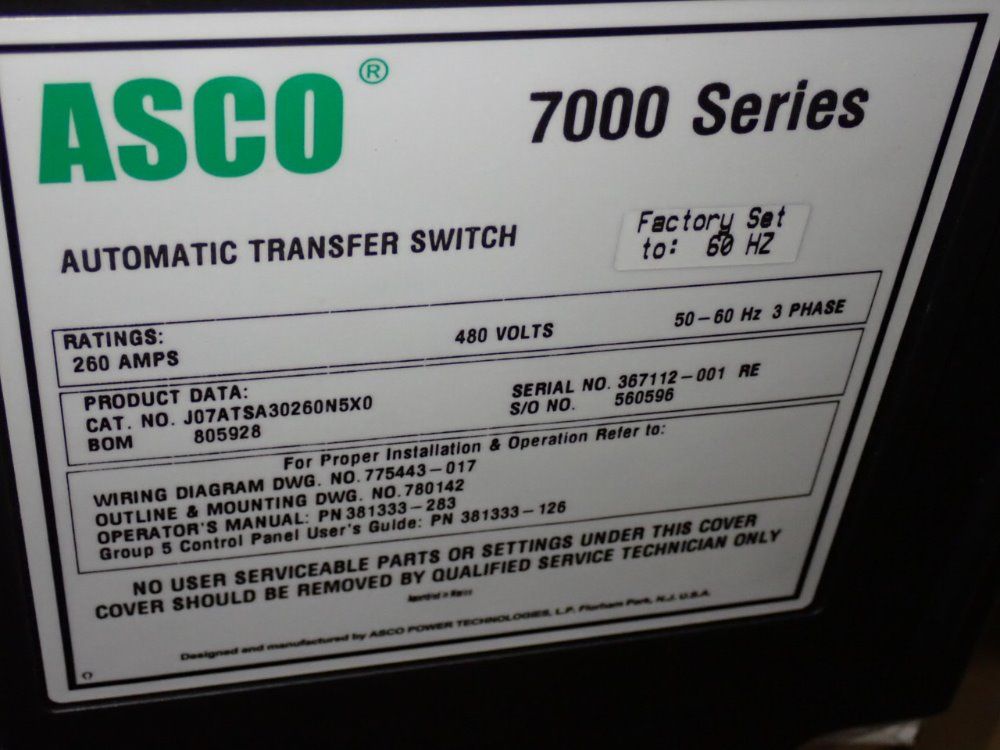 ASCO®
7000 Series
AUTOMATIC TRANSFER SWITCH
Factory Set
to: 60 HZ
RATINGS:
260 AMPS 480 VOLTS 50-60 Hz 3 PHASE
PRODUCT DATA:
CAT. NO. J07ATSA30260N5X0 SERIAL NO. 367112-001 RE
BOM 805928 S/O NO. 560596
For Proper Installation & Operation Refer to:
WIRING DIAGRAM DWG. NO. 775443-017
OUTLINE & MOUNTING DWG. NO. 780142
OPERATOR'S MANUAL: PN 381333-283
Group 5 Control Panel User's Guide: PN 381333-126
NO USER SERVICEABLE PARTS OR SETTINGS UNDER THIS COVER
COVER SHOULD BE REMOVED BY QUALIFIED SERVICE TECHNICIAN ONLY
Designed and manufactured by ASCO POWER TECHNOLOGIES, L.P. Florham Park, N.J. U.S.A.